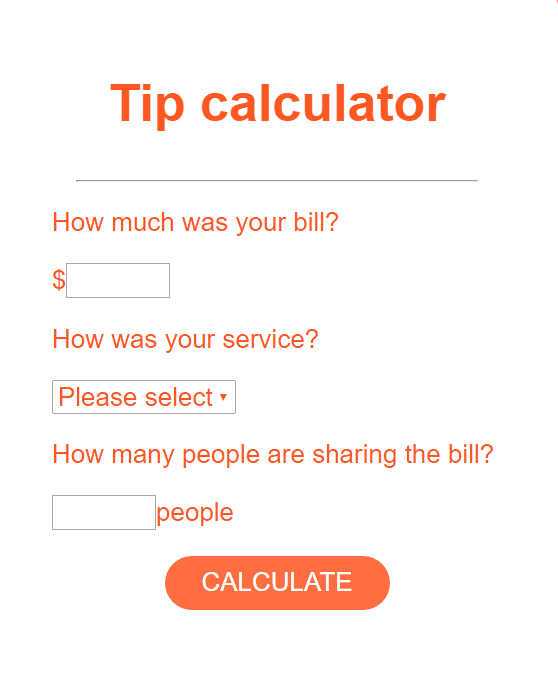 Tip calculator
How much was your bill?
$
How was your service?
Please select
How many people are sharing the bill?
people
CALCULATE